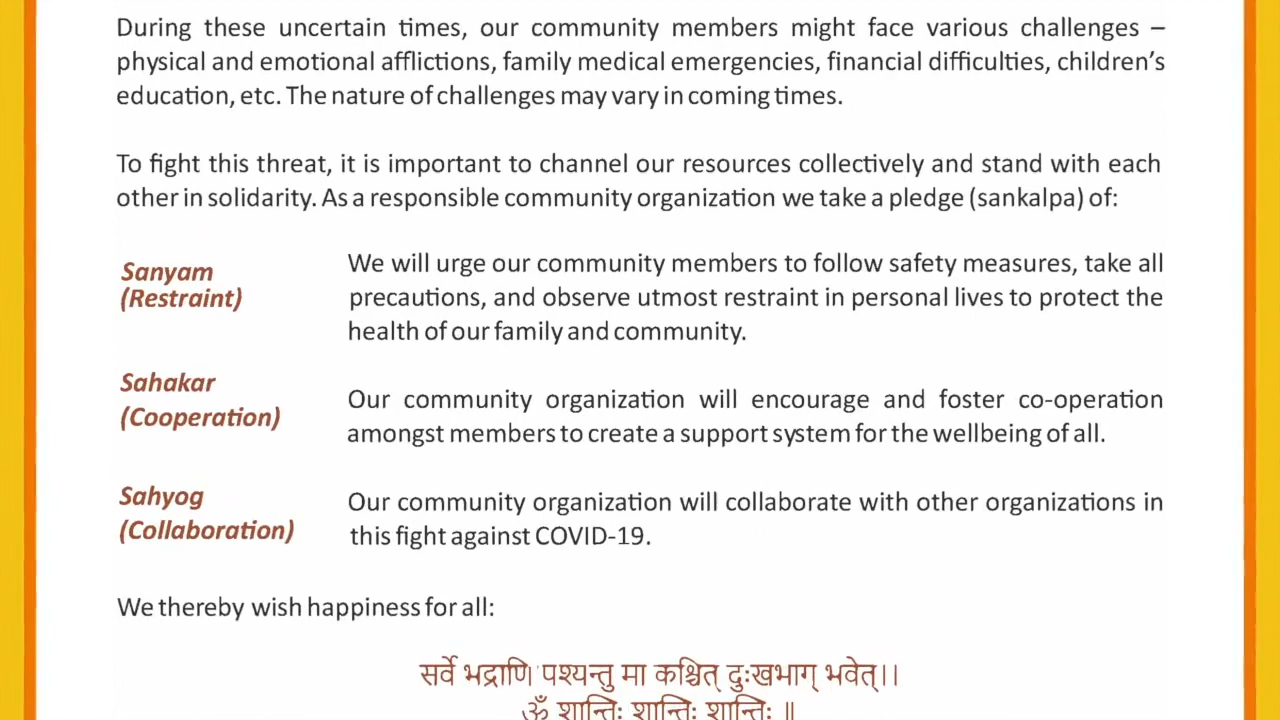 During these uncertain times, our community members might face various challenges –
physical and emotional afflictions, family medical emergencies, financial difficulties, children’s
education, etc. The nature of challenges may vary in coming times.
To fight this threat, it is important to channel our resources collectively and stand with each
other in solidarity. As a responsible community organization we take a pledge (sankalpa) of:
Sanyam
(Restraint)
We will urge our community members to follow safety measures, take all
precautions, and observe utmost restraint in personal lives to protect the
health of our family and community.
Sahakar
(Cooperation)
Our community organization will encourage and foster co-operation
amongst members to create a support system for the wellbeing of all.
Sahyog
(Collaboration)
Our community organization will collaborate with other organizations in
this fight against COVID-19.
We thereby wish happiness for all:
सर्वे भद्राणि पश्यन्तु मा कश्चित् दुःखभाग् भवेत्।।
ॐ शान्तिः शान्तिः शान्तिः ॥